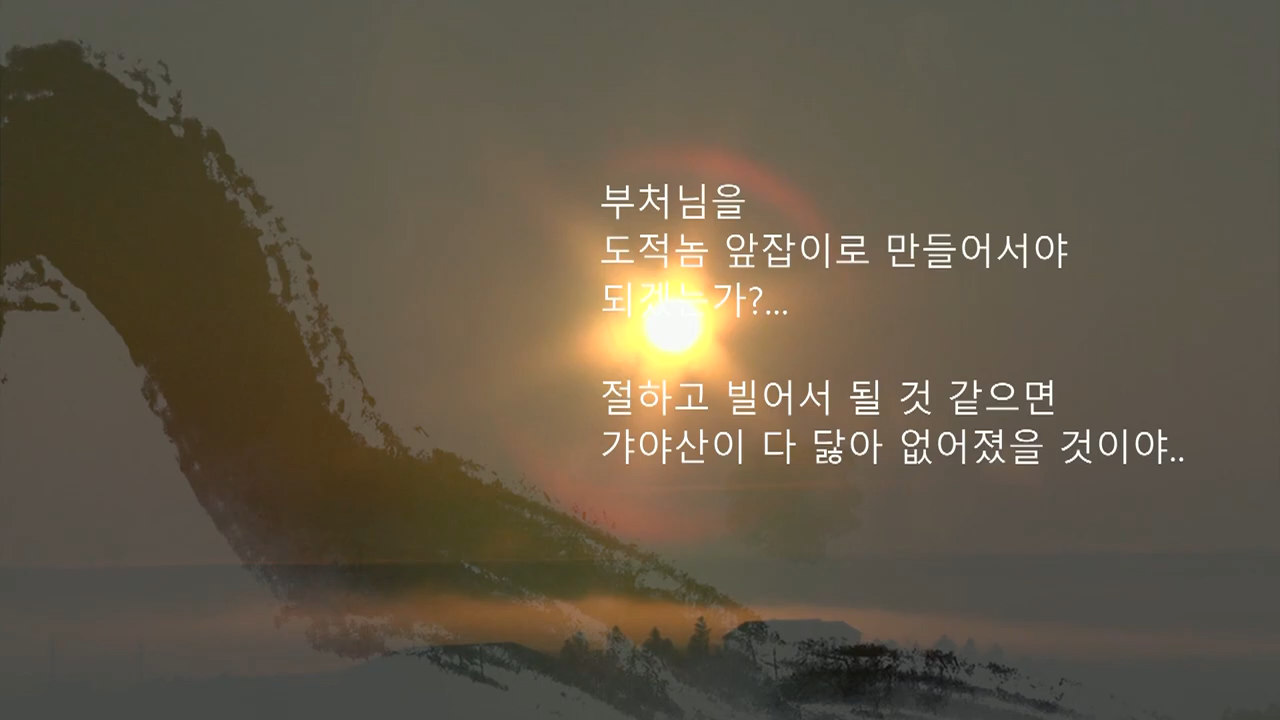 부처님을
도적놈 앞잡이로 만들어서야
되겠는가?...
절하고 빌어서 될 것 같으면
갸야산이 다 닳아 없어졌을 것이야..